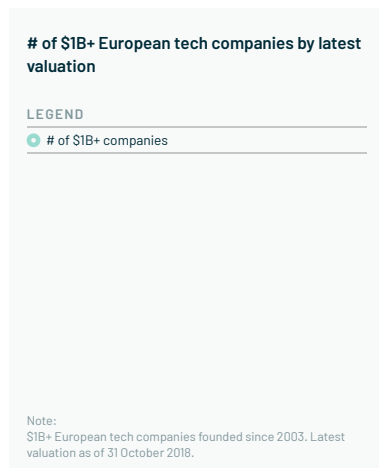 # of $1B+ European tech companies by latest
valuation
LEGEND
# of $1B+ companies
Note:
$1B+ European tech companies founded since 2003. Latest
valuation as of 31 October 2018.